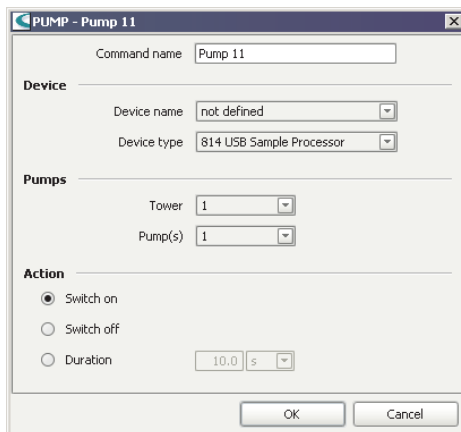 PUMP - Pump 11
Command name Pump 11
Device
Device name not defined
Device type 814 USB Sample Processor
Pumps
Tower 1
Pump(s) 1
Action
Switch on
Switch off
Duration 10.0 s
OK Cancel